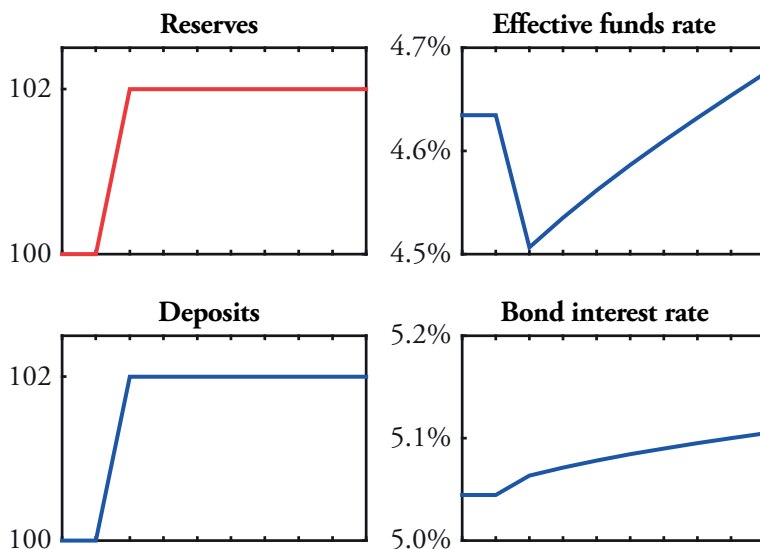 Reserves
102
100
Effective funds rate
4.7%
4.6%
4.5%
Deposits
102
100
Bond interest rate
5.2%
5.1%
5.0%